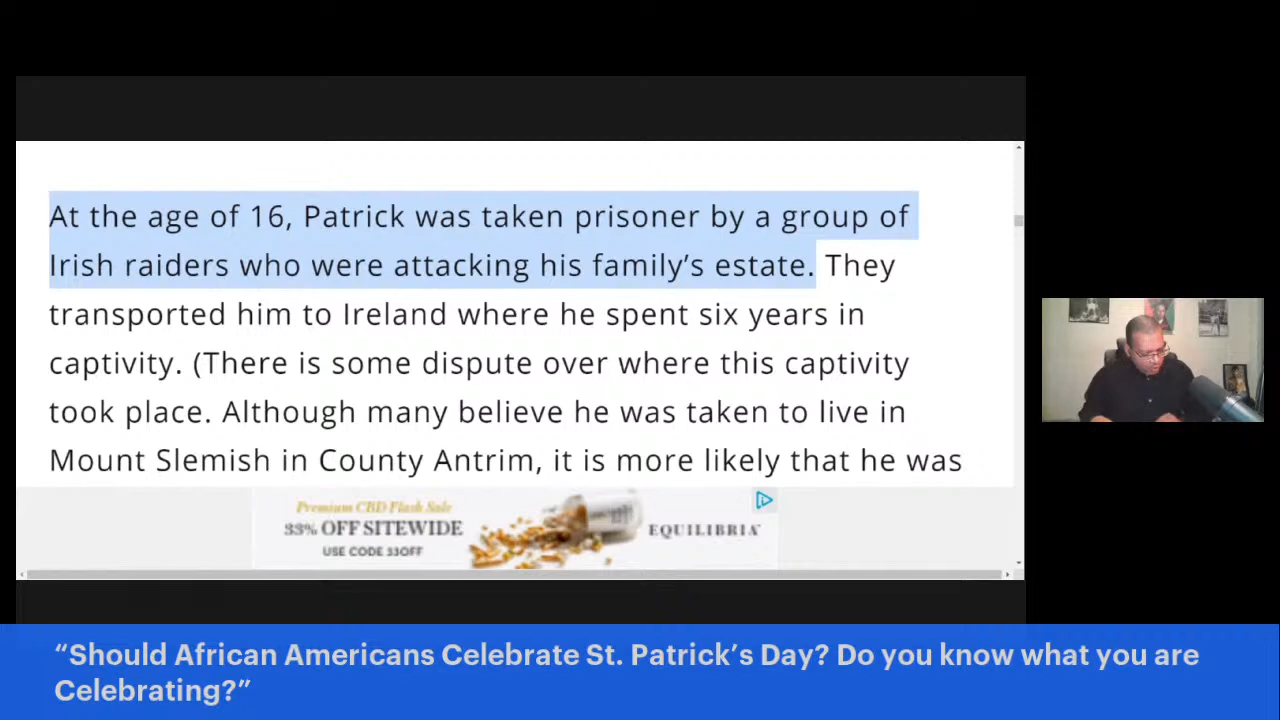 At the age of 16, Patrick was taken prisoner by a group of
Irish raiders who were attacking his family’s estate. They
transported him to Ireland where he spent six years in
captivity. (There is some dispute over where this captivity
took place. Although many believe he was taken to live in
Mount Slemish in County Antrim, it is more likely that he was
Premium CBD Flash Sale
33% OFF SITEWIDE
USE CODE 33OFF
EQUILIBRIA
“Should African Americans Celebrate St. Patrick’s Day? Do you know what you are
Celebrating?”